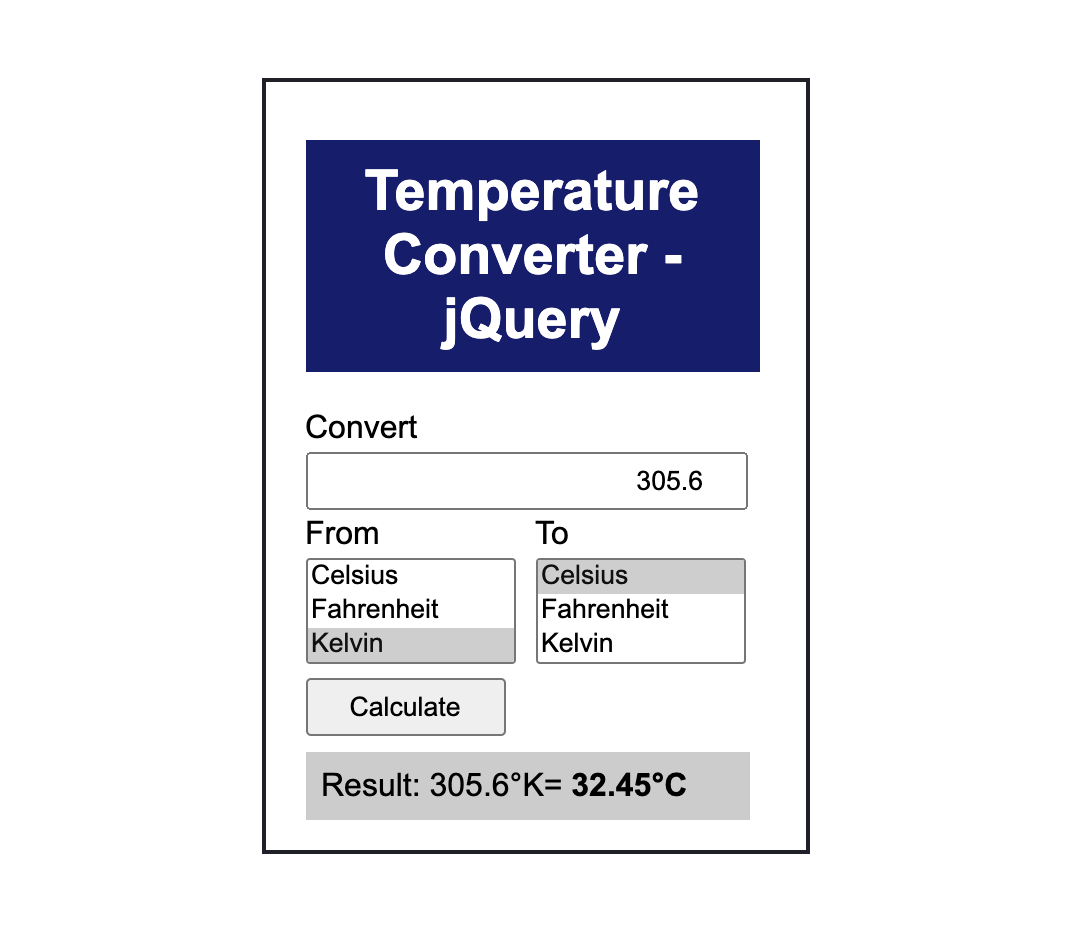 Temperature
Converter -
jQuery
Convert
305.6
From
To
Celsius
Fahrenheit
Kelvin
Celsius
Fahrenheit
Kelvin
Calculate
Result: 305.6°K= 32.45°C